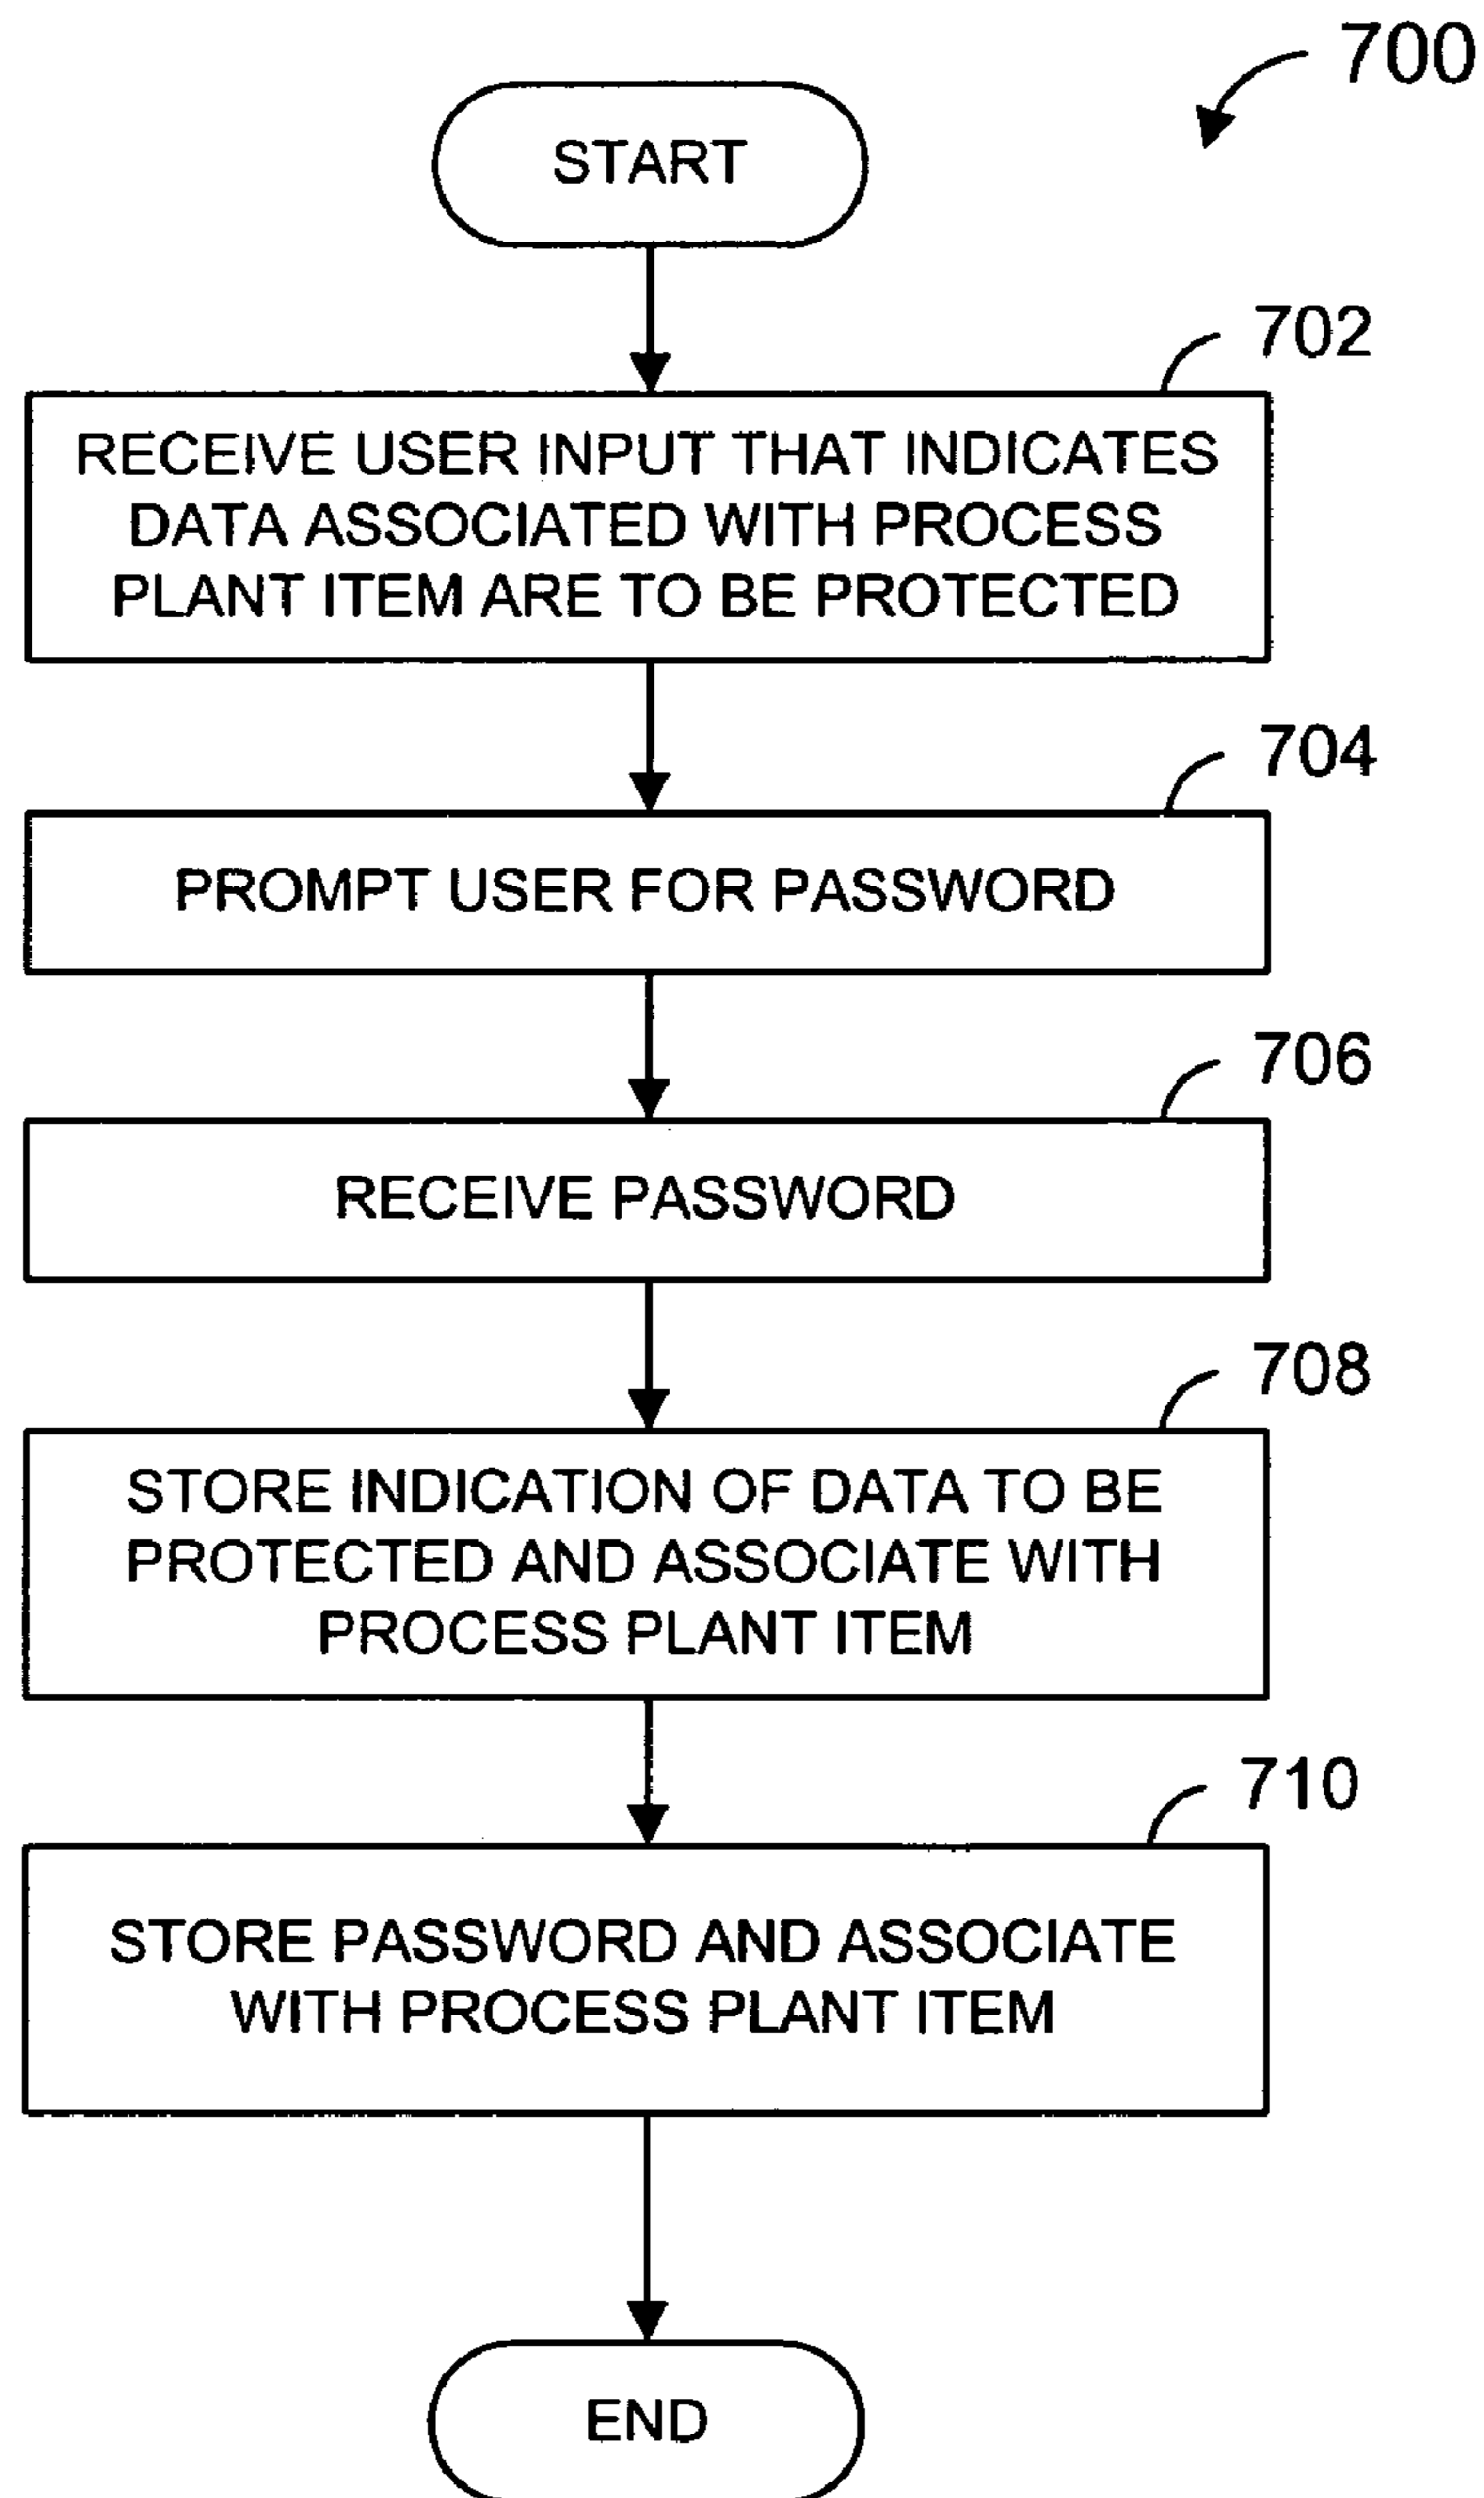 700
START
702
RECEIVE USER INPUT THAT INDICATES
DATA ASSOCIATED WITH PROCESS
PLANT ITEM ARE TO BE PROTECTED
704
PROMPT USER FOR PASSWORD
706
RECEIVE PASSWORD
708
STORE INDICATION OF DATA TO BE
PROTECTED AND ASSOCIATE WITH
PROCESS PLANT ITEM
710
STORE PASSWORD AND ASSOCIATE
WITH PROCESS PLANT ITEM
END